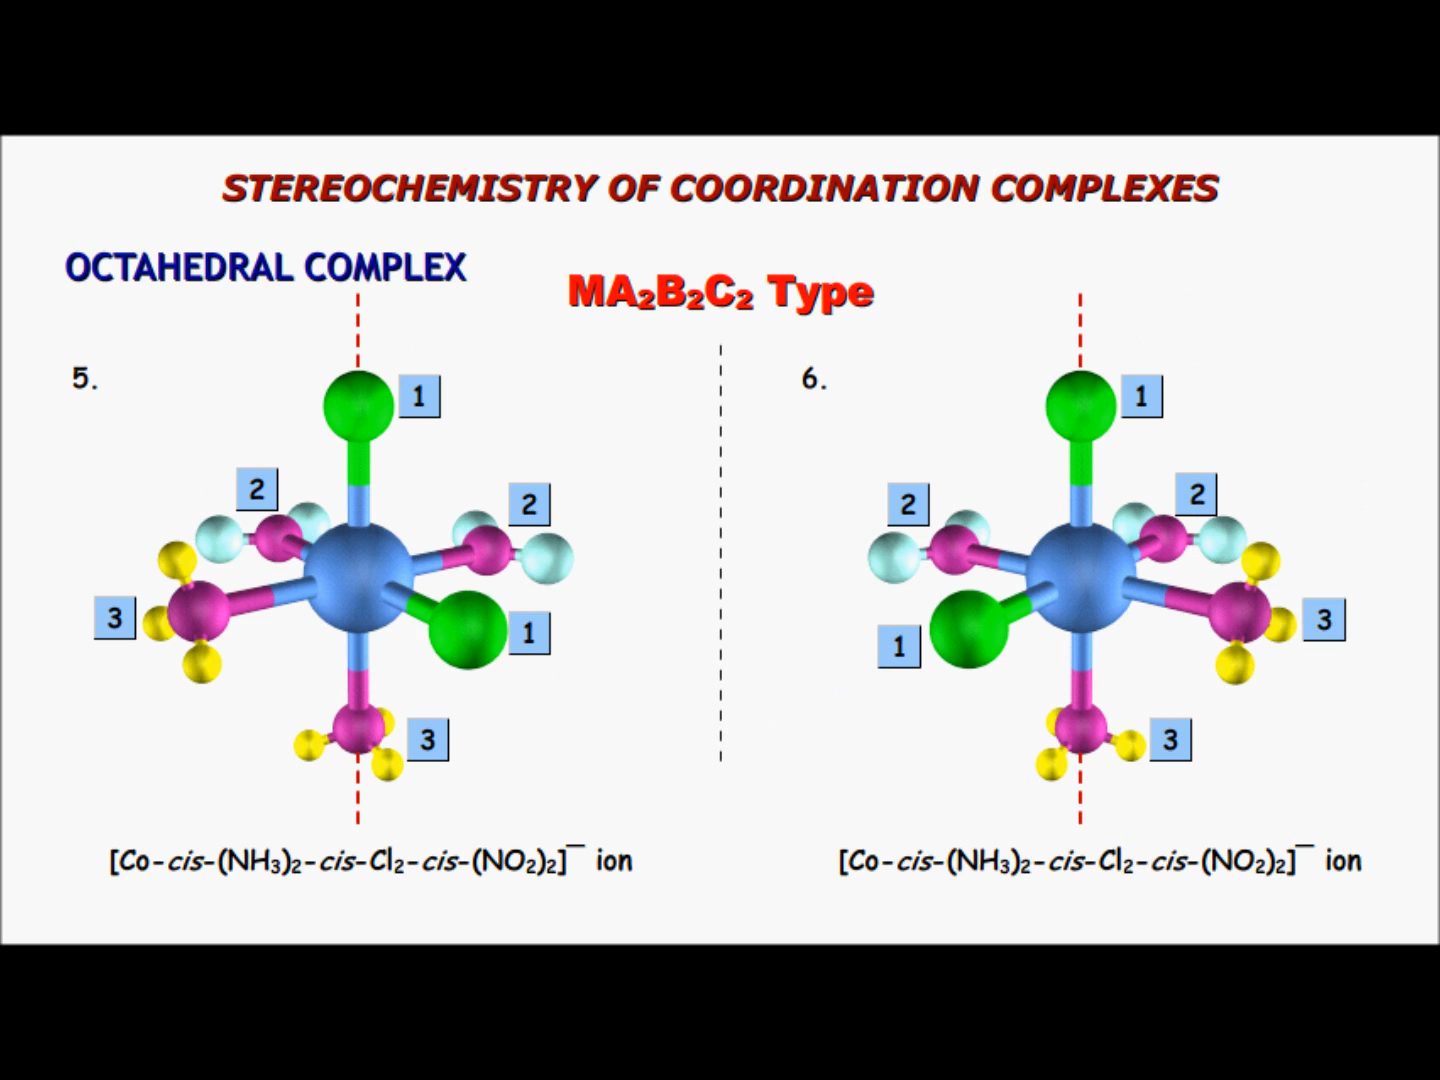 STEREOCHEMISTRY OF COORDINATION COMPLEXES
OCTAHEDRAL COMPLEX
MA₂B₂C₂ Type
5.
1
2
2
3
1
3
[Co-cis-(NH₃)₂-cis-Cl₂-cis-(NO₂)₂]⁻ ion
6.
1
2
2
1
3
3
[Co-cis-(NH₃)₂-cis-Cl₂-cis-(NO₂)₂]⁻ ion